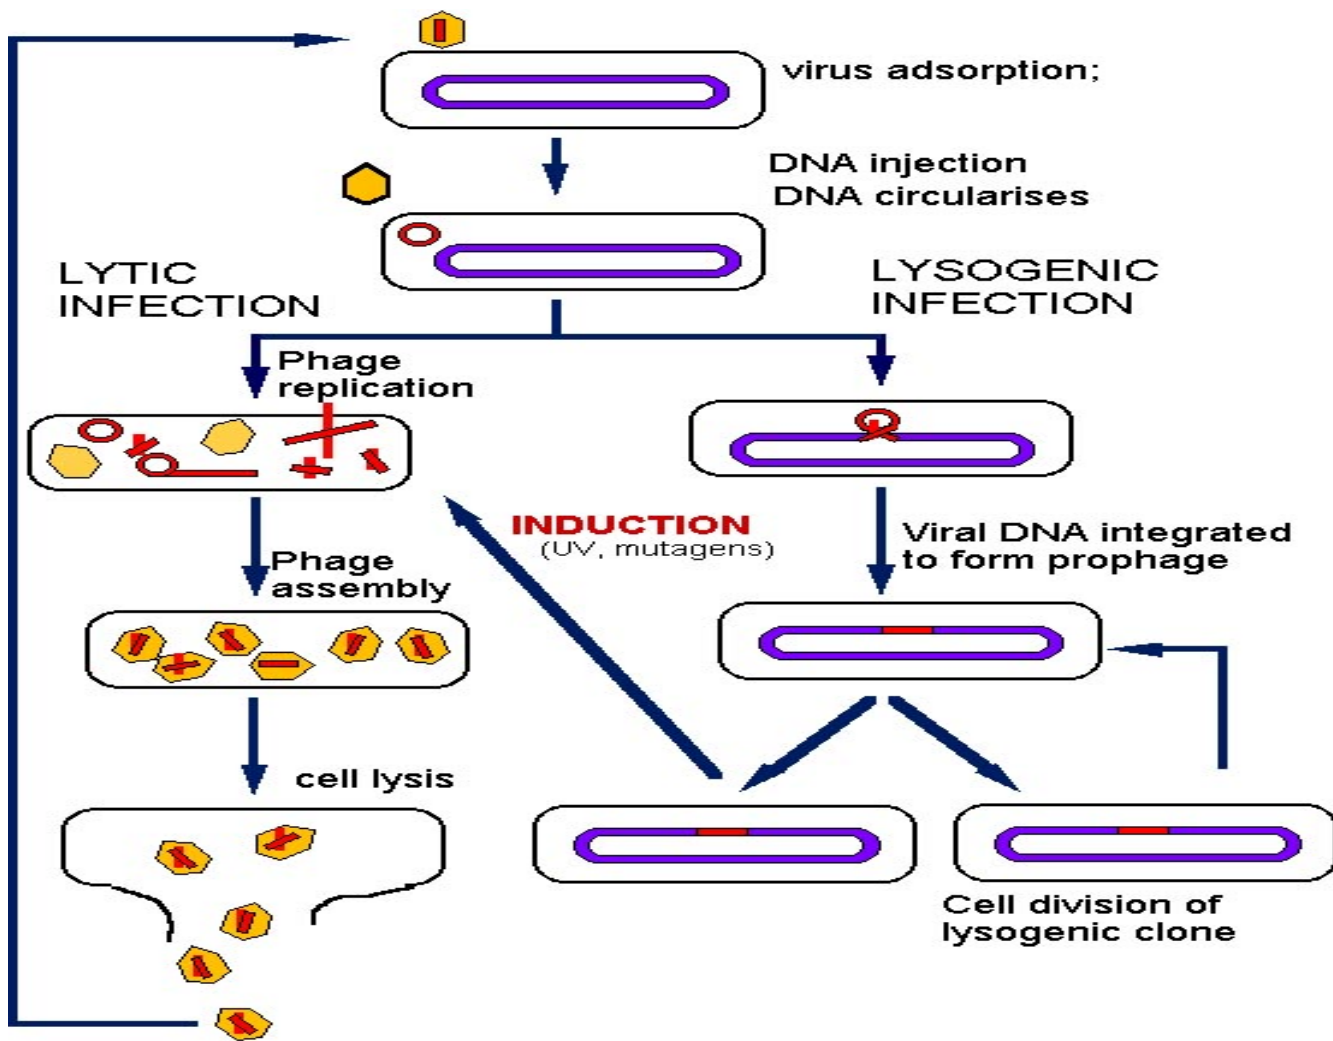 virus adsorption;
DNA injection
DNA circularises
LYTIC
INFECTION
LYSOGENIC
INFECTION
Phage
replication
INDUCTION
(UV, mutagens)
Viral DNA integrated
to form prophage
Phage
assembly
cell lysis
Cell division of
lysogenic clone